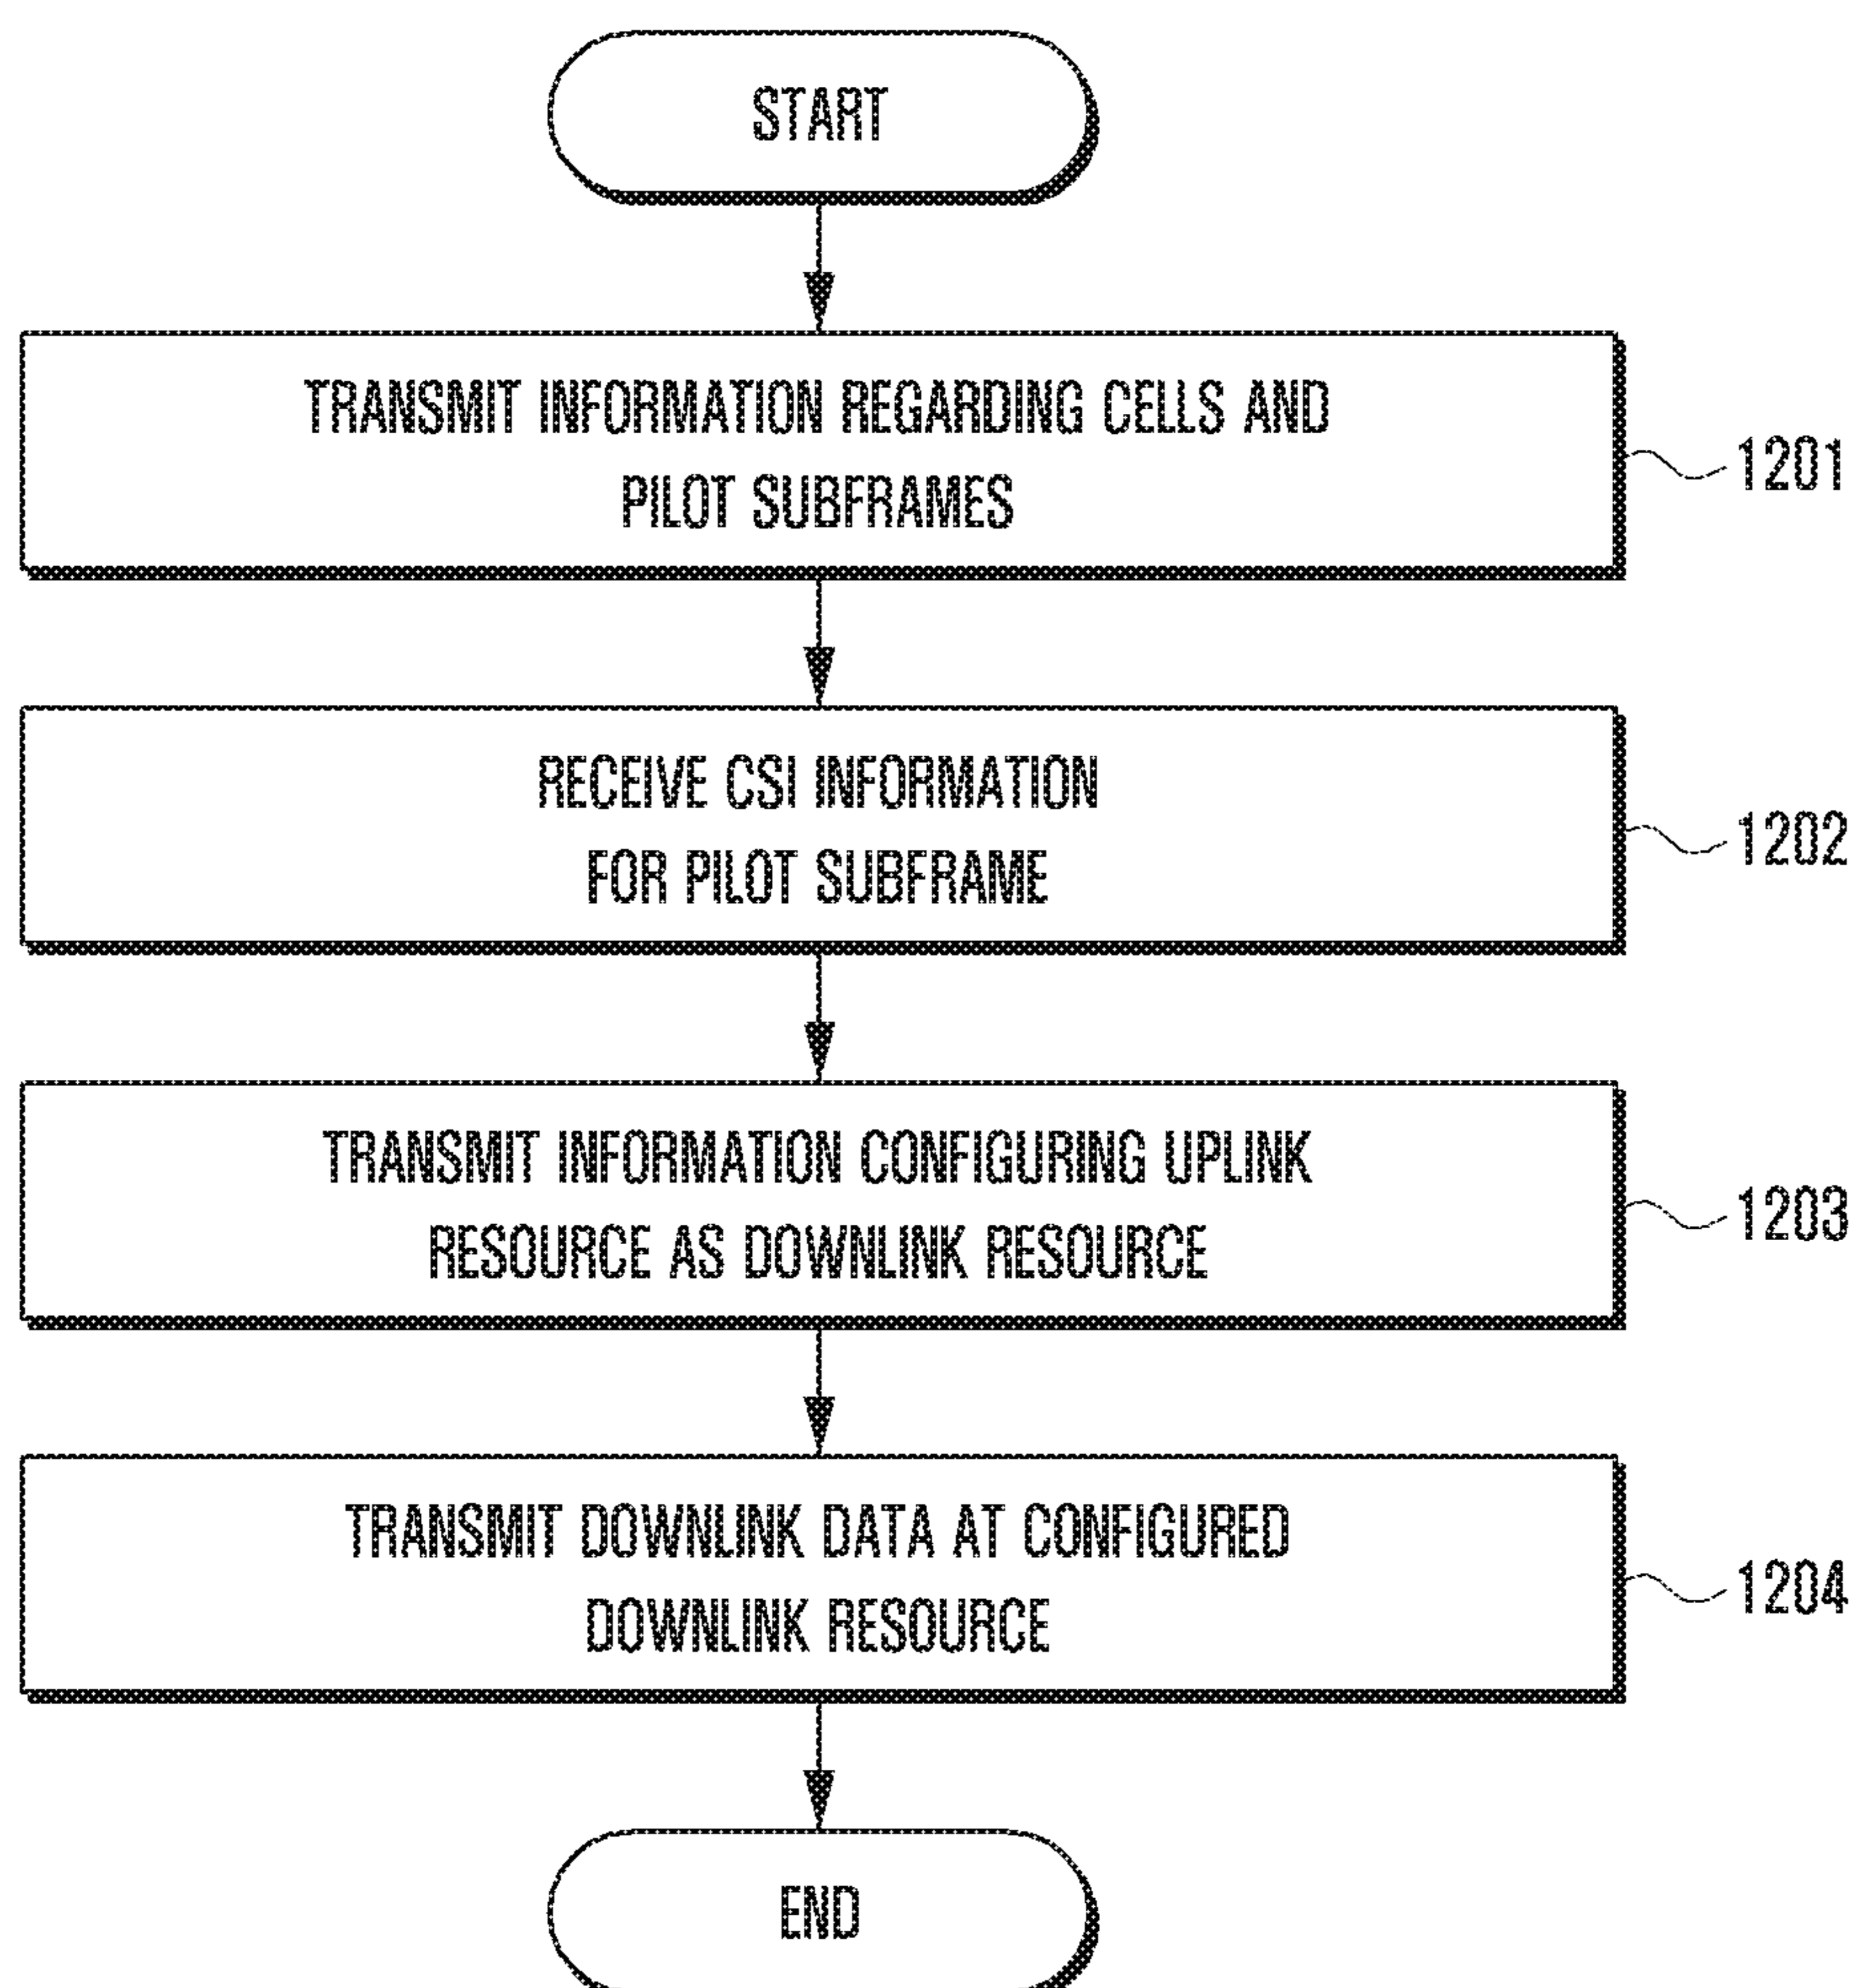 START
TRANSMIT INFORMATION REGARDING CELLS AND
PILOT SUBFRAMES
1201
RECEIVE CSI INFORMATION
FOR PILOT SUBFRAME
1202
TRANSMIT INFORMATION CONFIGURING UPLINK
RESOURCE AS DOWNLINK RESOURCE
1203
TRANSMIT DOWNLINK DATA AT CONFIGURED
DOWNLINK RESOURCE
1204
END